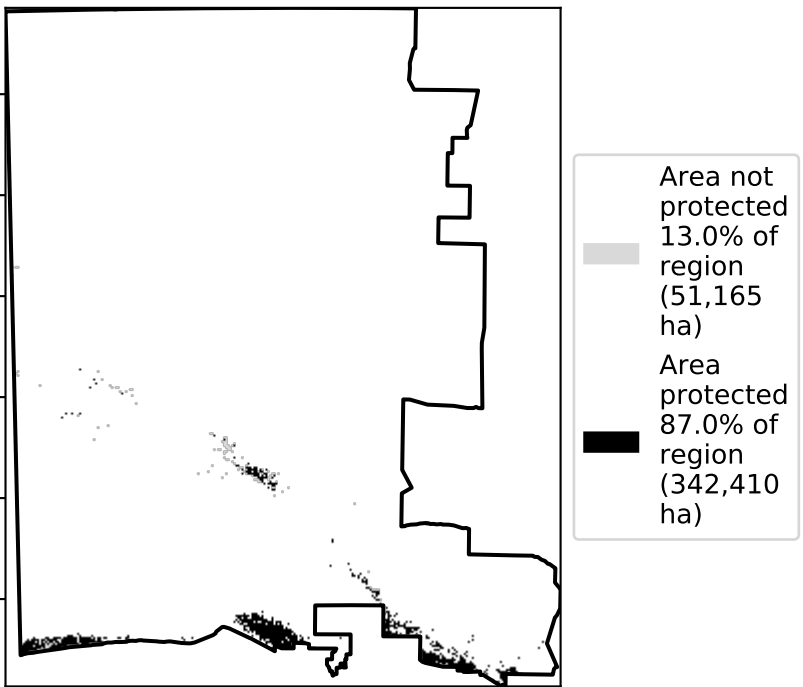 Area not
protected
13.0% of
region
(51,165
ha)
Area
protected
87.0% of
region
(342,410
ha)